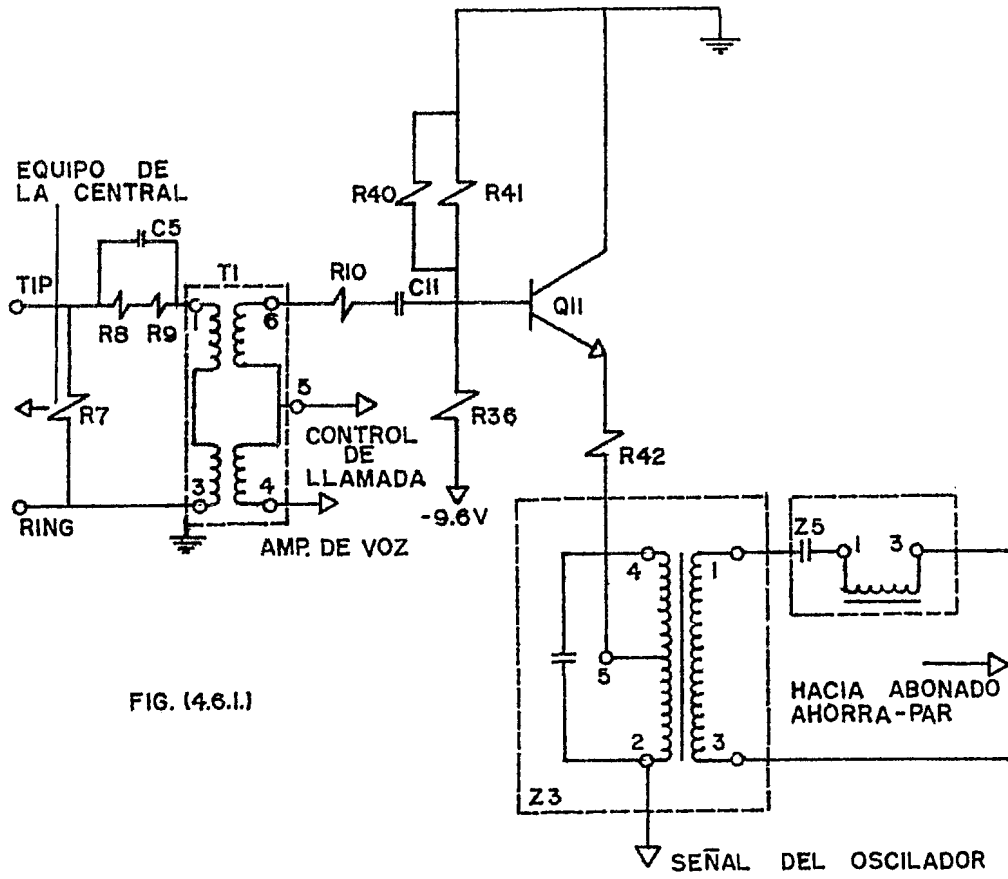 EQUIPO DE
LA CENTRAL
C5
TIP
R8 R9
T1
1
6
R10
C11
R40
R41
Q11
R7
5
CONTROL
DE
LLAMADA
R36
R42
3
4
RING
-9.6V
AMP. DE VOZ
Z5
1
3
4
1
5
HACIA ABONADO
AHORRA-PAR
FIG. (4.6.1.)
2
3
Z3
SEÑAL DEL OSCILADOR